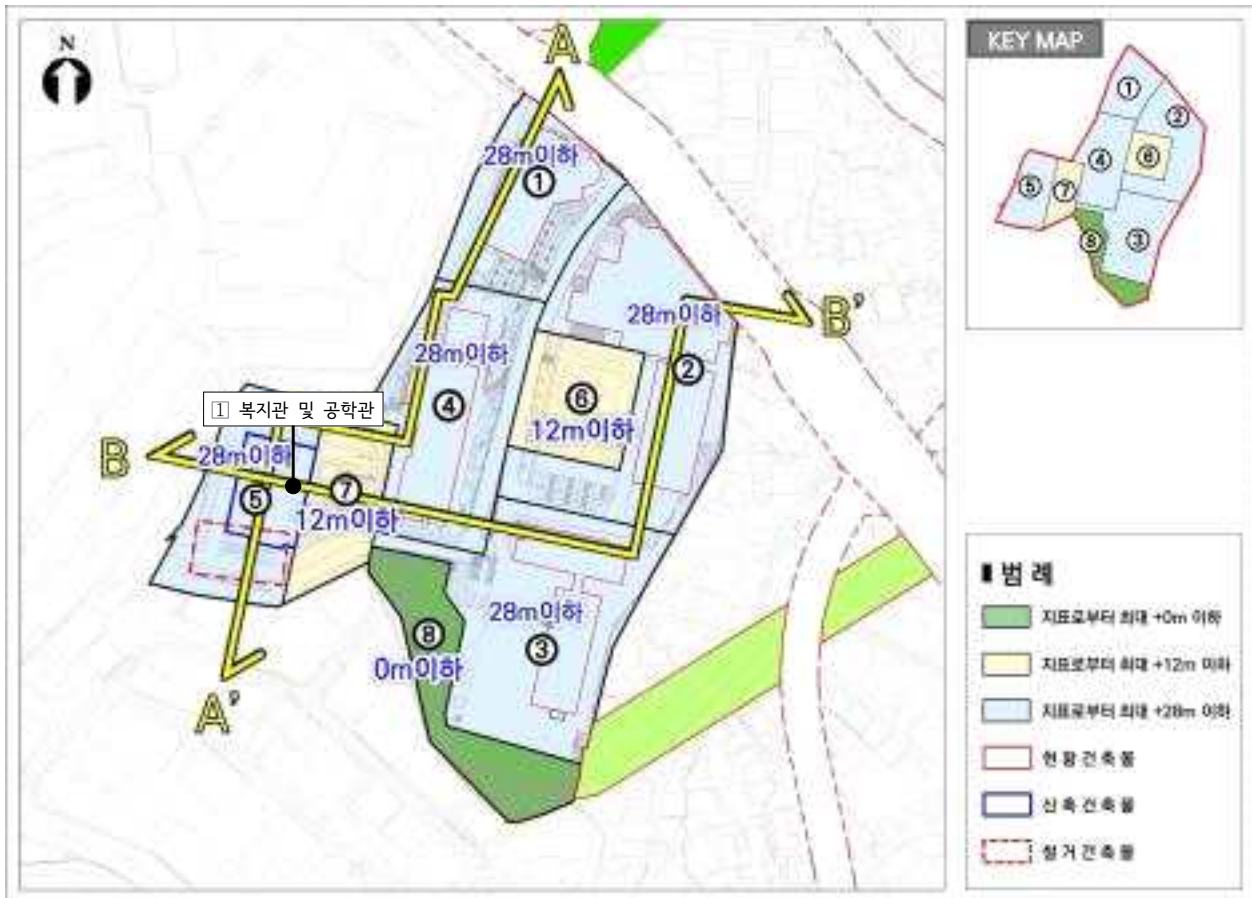 N
A
28m이하
①
28m이하
28m이하
B'
②
④
⑥
12m이하
1 복지관 및 공학관
B
28m이하
⑤
⑦
12m이하
28m이하
③
⑧
0m이하
A'
KEY MAP
①
②
④
⑥
⑤
⑦
③
⑧
범 례
지표로부터 최대 +0m 이하
지표로부터 최대 +12m 이하
지표로부터 최대 +28m 이하
현 황 건 축 물
신 축 건 축 물
철 거 건 축 물